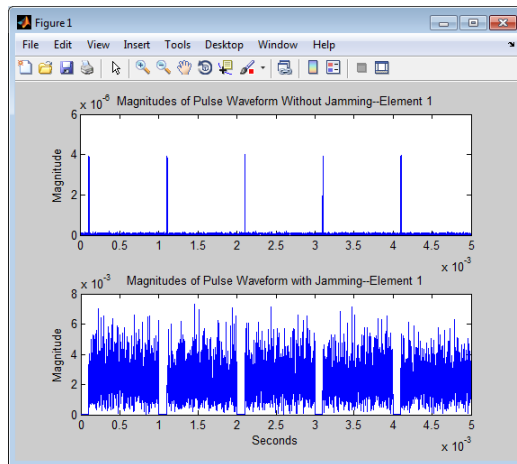 Figure 1
File Edit View Insert Tools Desktop Window Help
x 10⁻⁶ Magnitudes of Pulse Waveform Without Jamming--Element 1
Magnitude
6
4
2
0
0 0.5 1 1.5 2 2.5 3 3.5 4 4.5 5
x 10⁻³
x 10⁻³ Magnitudes of Pulse Waveform with Jamming--Element 1
Magnitude
8
6
4
2
0
0 0.5 1 1.5 2 2.5 3 3.5 4 4.5 5
Seconds
x 10⁻³